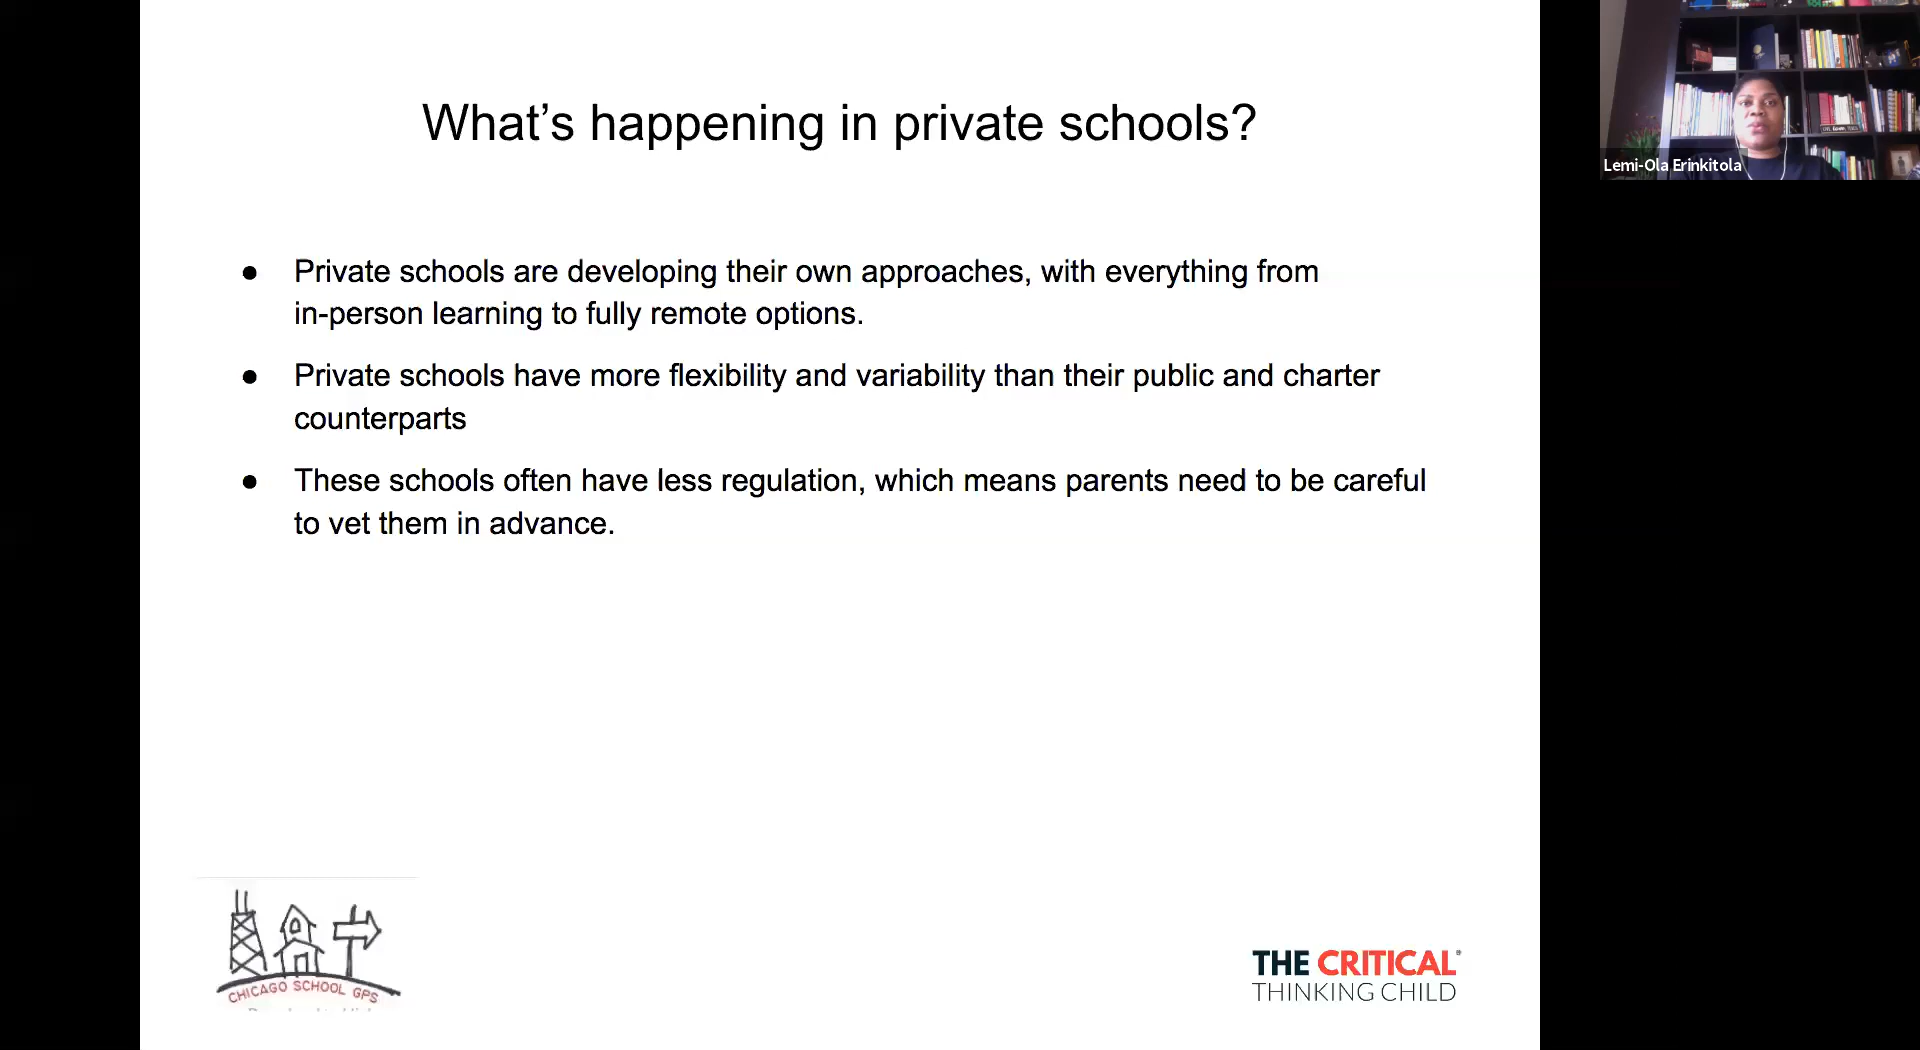 What’s happening in private schools?
Lemi-Ola Erinkitola
● Private schools are developing their own approaches, with everything from
in-person learning to fully remote options.
● Private schools have more flexibility and variability than their public and charter
counterparts
● These schools often have less regulation, which means parents need to be careful
to vet them in advance.
CHICAGO SCHOOL GPS
THE CRITICAL®
THINKING CHILD